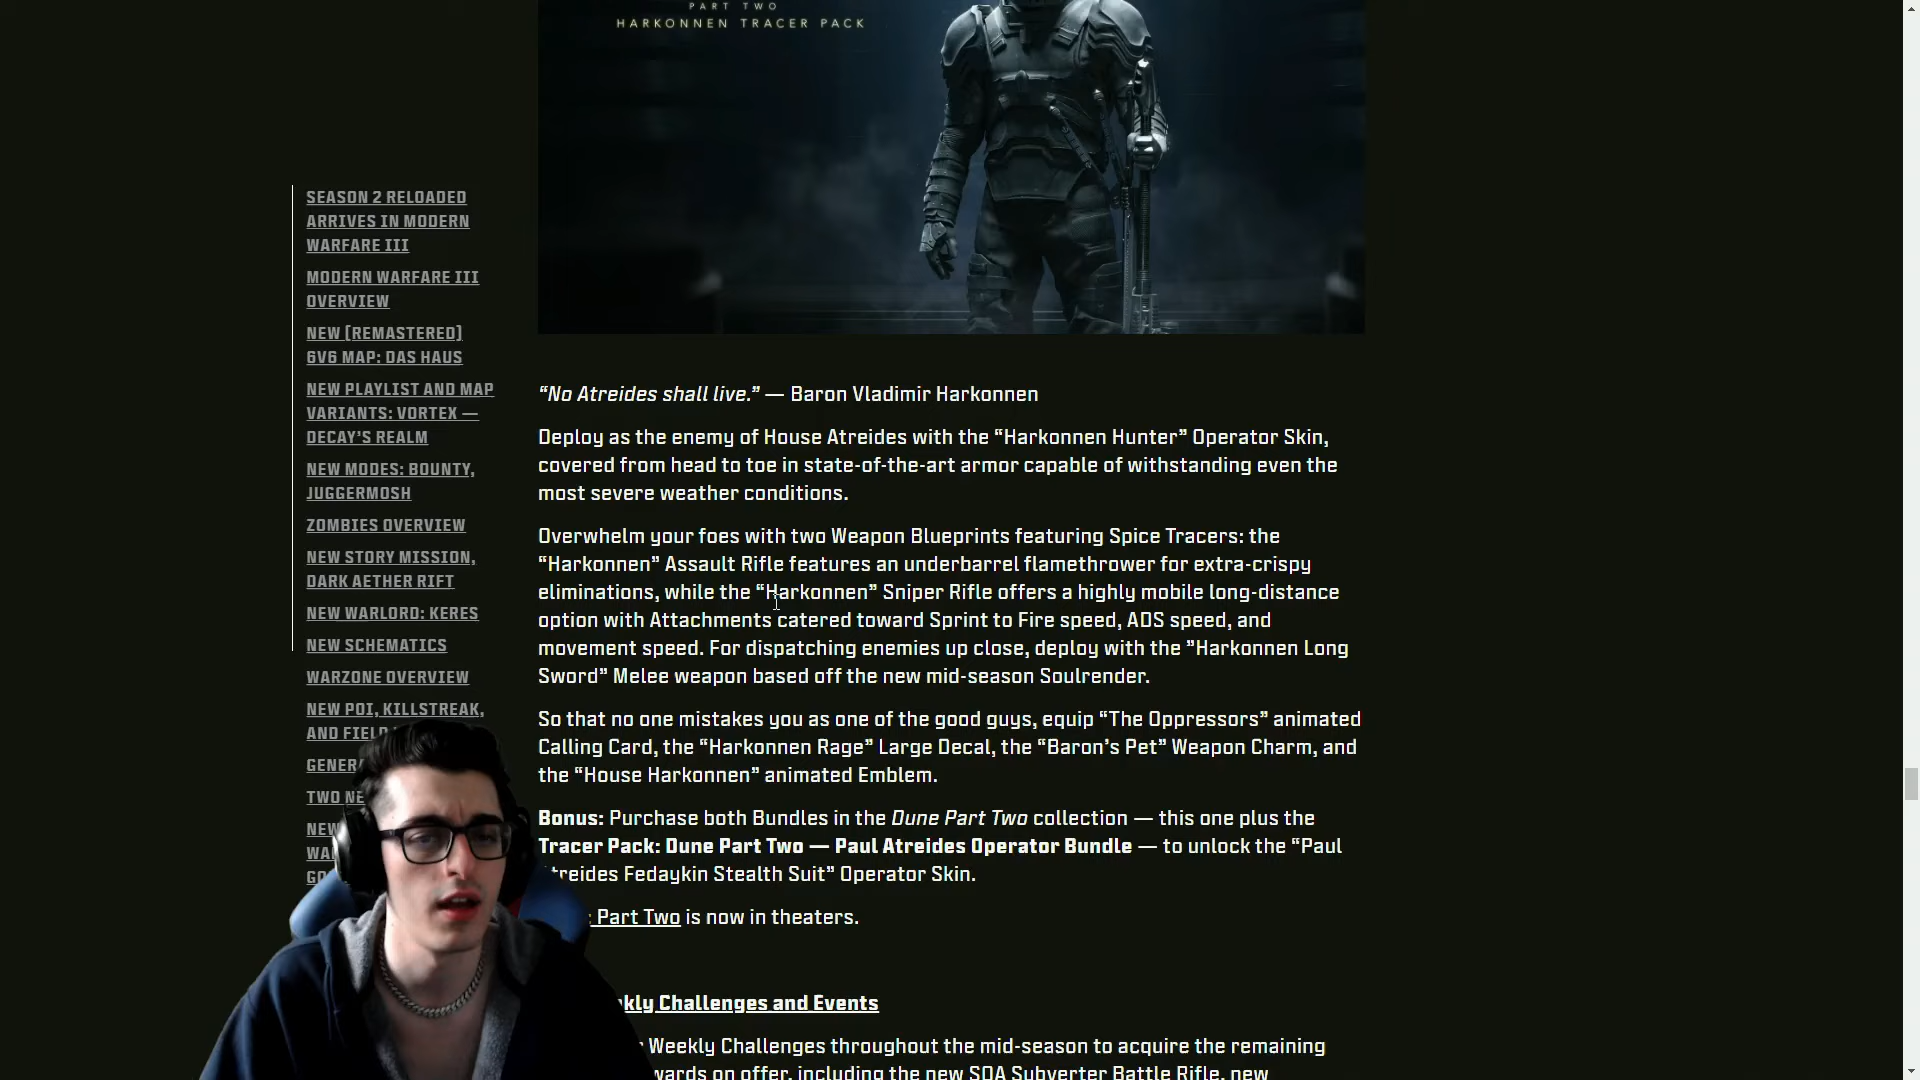 PART TWO
HARKONNEN TRACER PACK
SEASON 2 RELOADED
ARRIVES IN MODERN
WARFARE III
MODERN WARFARE III
OVERVIEW
NEW [REMASTERED]
6V6 MAP: DAS HAUS
NEW PLAYLIST AND MAP
VARIANTS: VORTEX —
DECAY’S REALM
NEW MODES: BOUNTY,
JUGGERMOSH
ZOMBIES OVERVIEW
NEW STORY MISSION,
DARK AETHER RIFT
NEW WARLORD: KERES
NEW SCHEMATICS
WARZONE OVERVIEW
NEW POI, KILLSTREAK,
AND
TWO
NEW
“No Atreides shall live.” — Baron Vladimir Harkonnen
Deploy as the enemy of House Atreides with the “Harkonnen Hunter” Operator Skin,
covered from head to toe in state-of-the-art armor capable of withstanding even the
most severe weather conditions.
Overwhelm your foes with two Weapon Blueprints featuring Spice Tracers: the
“Harkonnen” Assault Rifle features an underbarrel flamethrower for extra-crispy
eliminations, while the “Harkonnen” Sniper Rifle offers a highly mobile long-distance
option with Attachments catered toward Sprint to Fire speed, ADS speed, and
movement speed. For dispatching enemies up close, deploy with the ”Harkonnen Long
Sword” Melee weapon based off the new mid-season Soulrender.
So that no one mistakes you as one of the good guys, equip “The Oppressors” animated
Calling Card, the “Harkonnen Rage” Large Decal, the “Baron’s Pet” Weapon Charm, and
the “House Harkonnen” animated Emblem.
Bonus: Purchase both Bundles in the Dune Part Two collection — this one plus the
Tracer Pack: Dune Part Two — Paul Atreides Operator Bundle — to unlock the “Paul
treides Fedaykin Stealth Suit” Operator Skin.
: Part Two is now in theaters.
kly Challenges and Events
Weekly Challenges throughout the mid-season to acquire the remaining
wards on offer, including the new SOA Subverter Battle Rifle, new